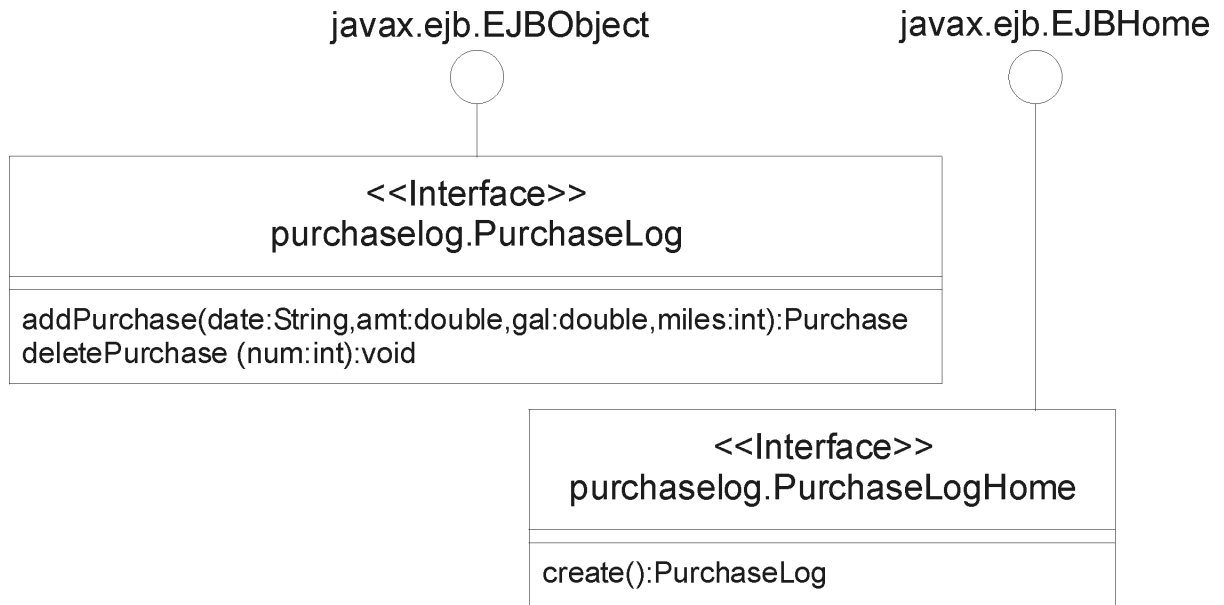 javax.ejb.EJBObject
javax.ejb.EJBHome
<<Interface>>
purchaselog.PurchaseLog
addPurchase(date:String,amt:double,gal:double,miles:int):Purchase
deletePurchase (num:int):void
<<Interface>>
purchaselog.PurchaseLogHome
create():PurchaseLog